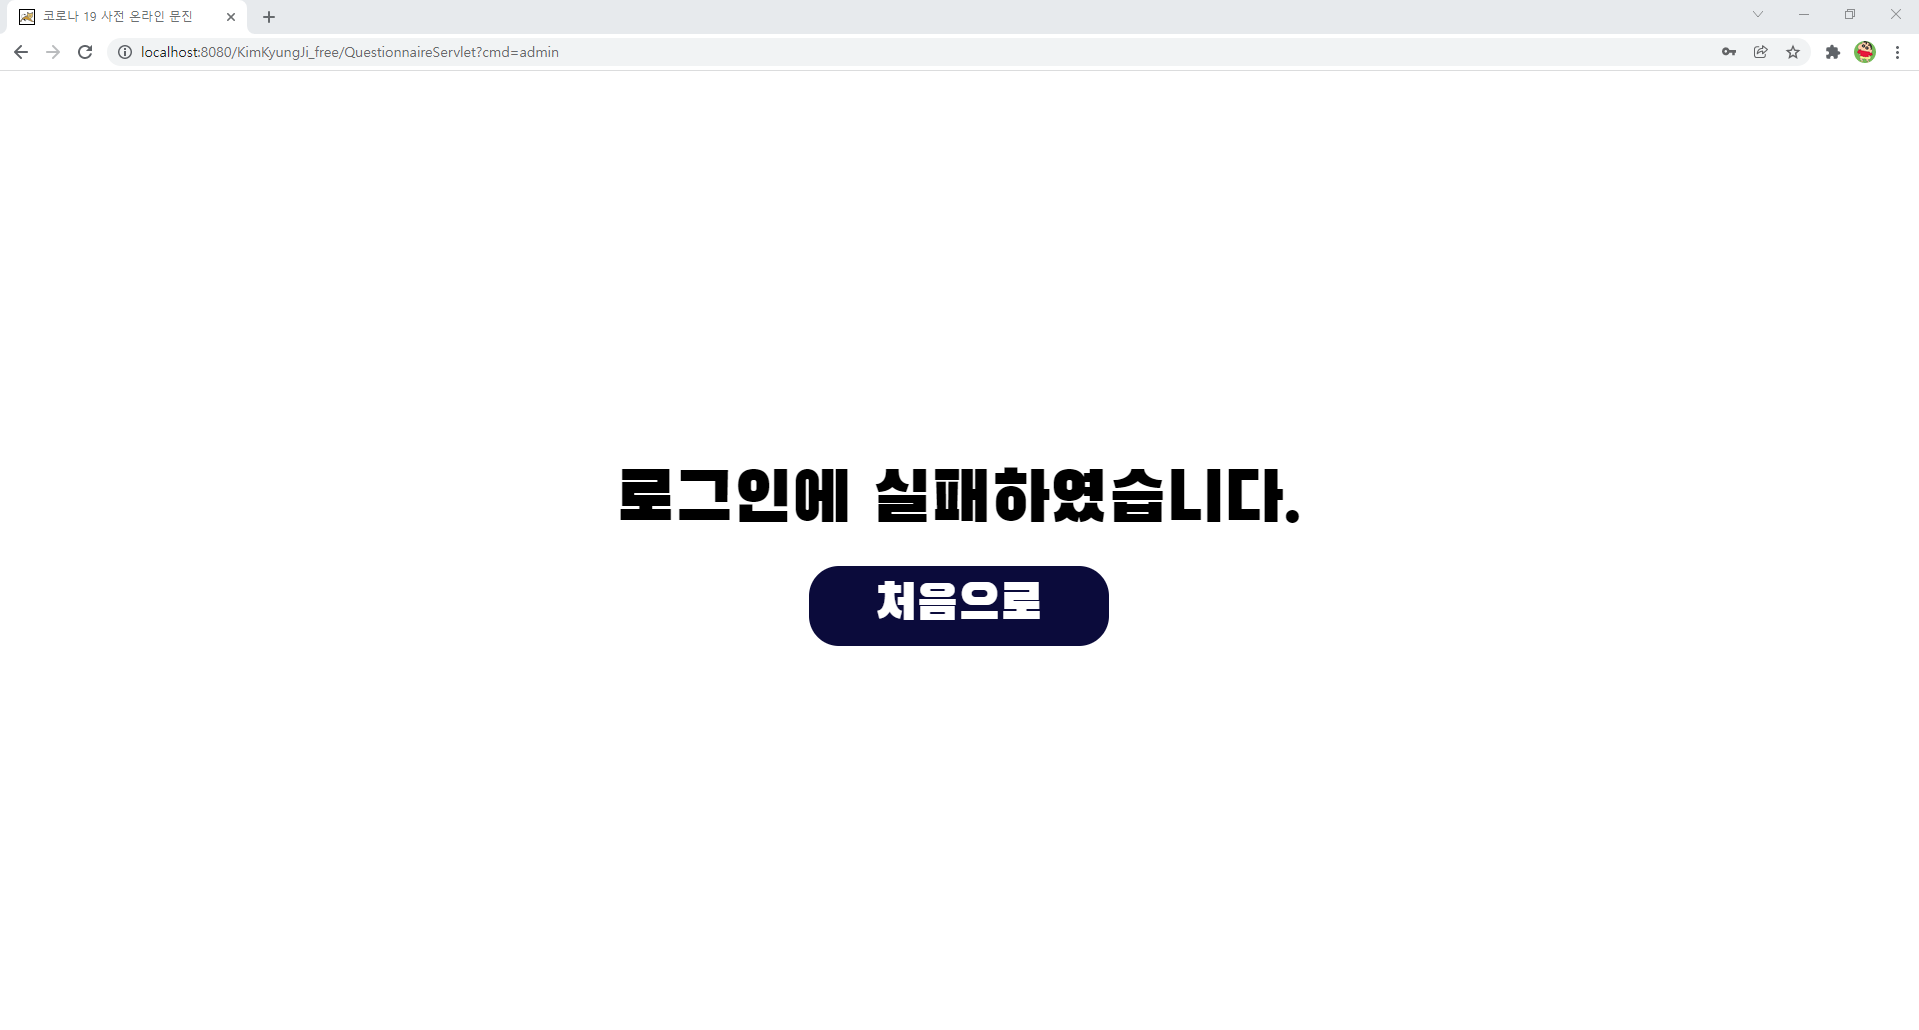 코로나 19 사전 온라인 문진
localhost:8080/KimKyungJi_free/QuestionnaireServlet?cmd=admin
로그인에 실패하였습니다.
처음으로